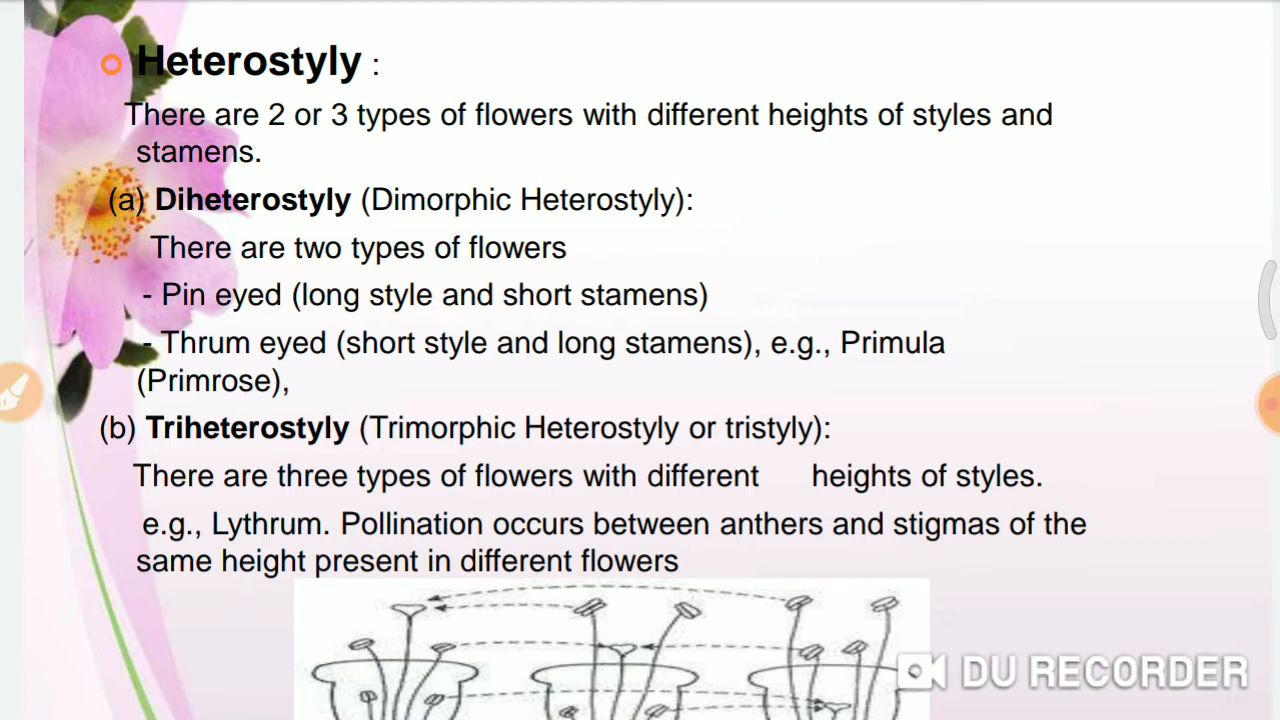 Heterostyly :
There are 2 or 3 types of flowers with different heights of styles and
stamens.
(a) Diheterostyly (Dimorphic Heterostyly):
There are two types of flowers
- Pin eyed (long style and short stamens)
- Thrum eyed (short style and long stamens), e.g., Primula
(Primrose),
(b) Triheterostyly (Trimorphic Heterostyly or tristyly):
There are three types of flowers with different heights of styles.
e.g., Lythrum. Pollination occurs between anthers and stigmas of the
same height present in different flowers
DU RECORDER